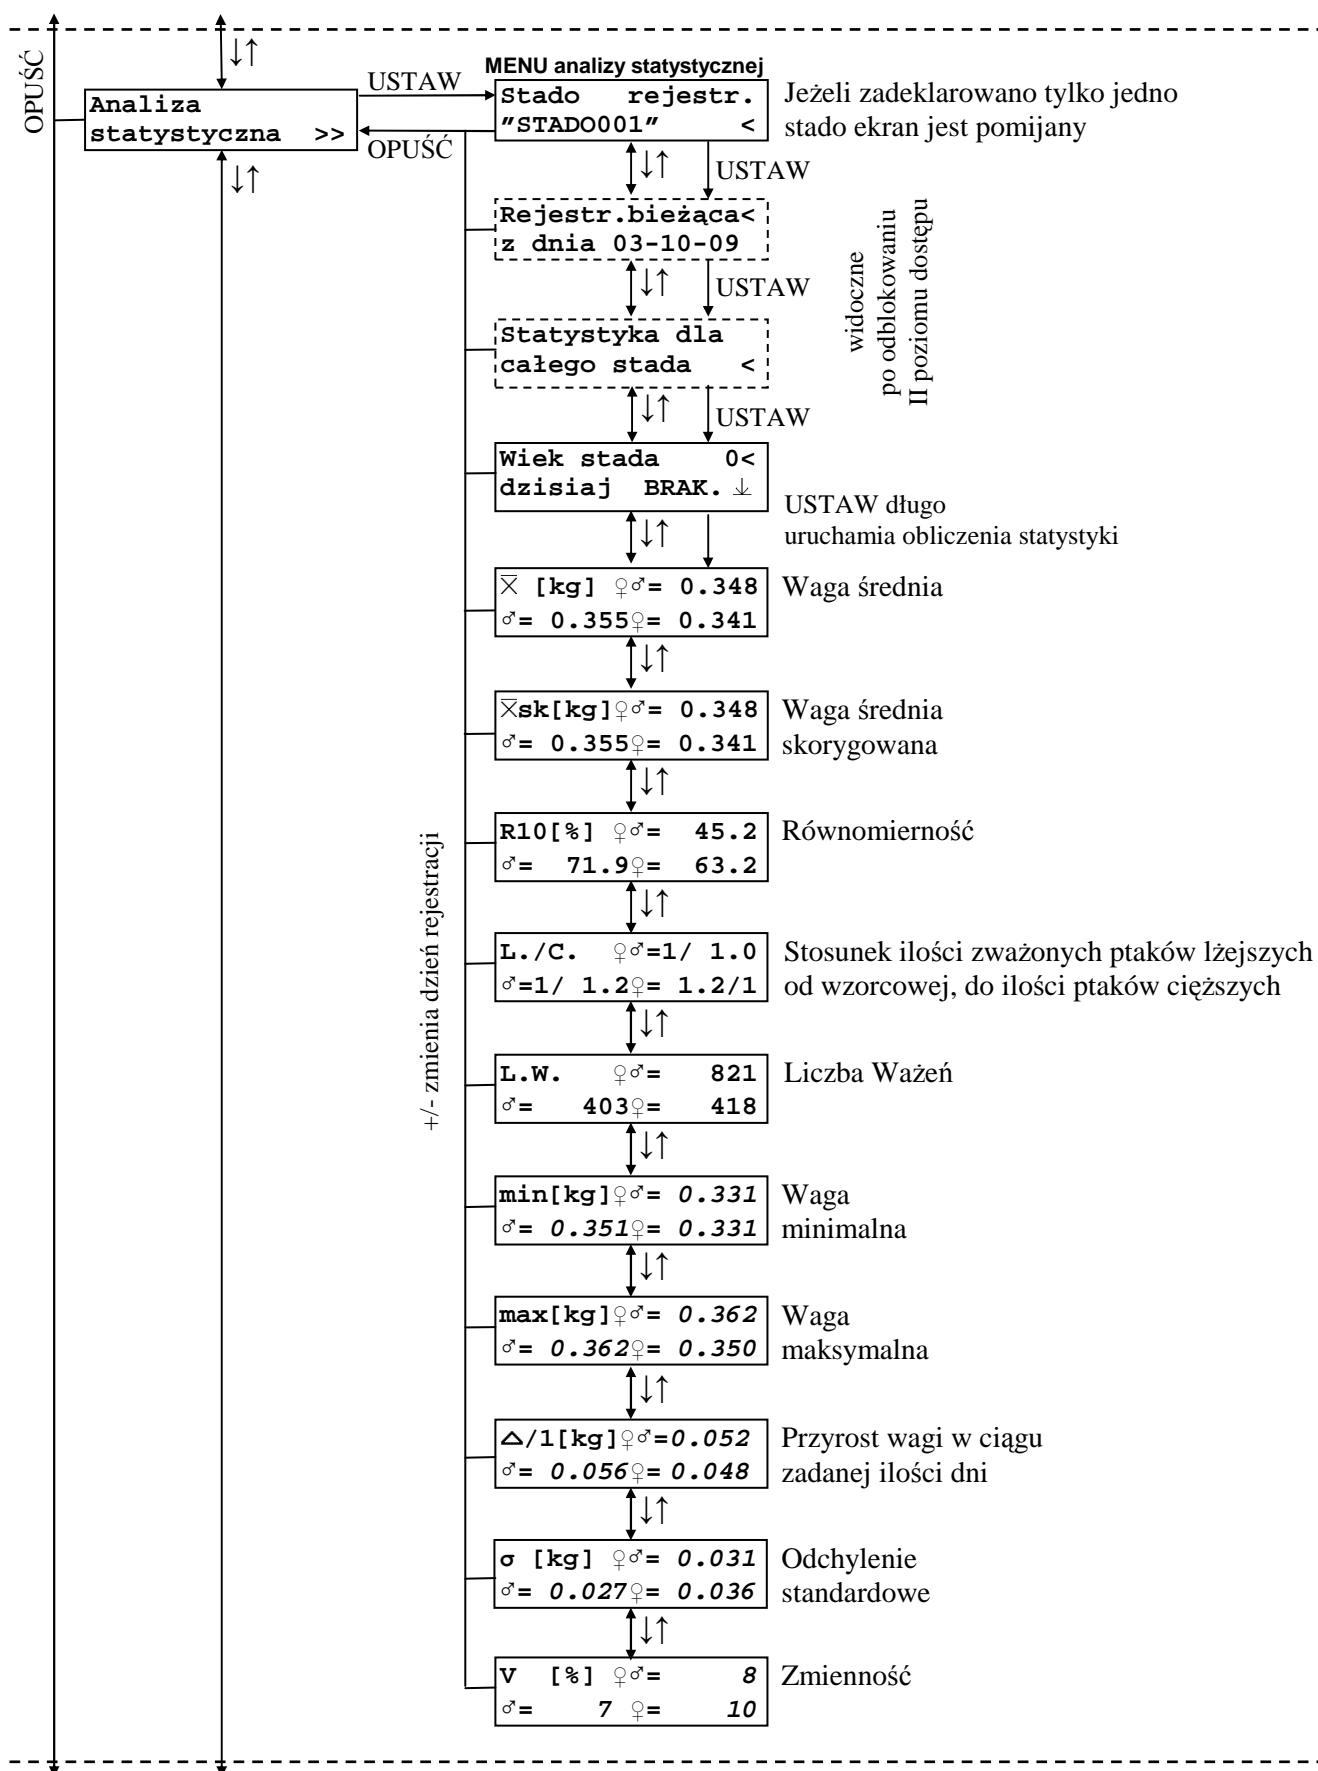 OPUŚĆ
↓↑
Analiza
statystyczna >>
↓↑
USTAW
OPUŚĆ
MENU analizy statystycznej
Stado rejestr.
"STADO001" <
Jeżeli zadeklarowano tylko jedno
stado ekran jest pomijany
↓↑ USTAW
Rejestr.bieżąca<
z dnia 03-10-09
↓↑ USTAW
Statystyka dla
całego stada <
↓↑ USTAW
widoczne
po odblokowaniu
II poziomu dostępu
Wiek stada 0<
dzisiaj BRAK. ↓
USTAW długo
uruchamia obliczenia statystyki
↓↑
X̅ [kg] ♀♂= 0.348
♂= 0.355♀= 0.341
Waga średnia
↓↑
X̅sk[kg]♀♂= 0.348
♂= 0.355♀= 0.341
Waga średnia
skorygowana
↓↑
+/- zmienia dzień rejestracji
R10[%] ♀♂= 45.2
♂= 71.9♀= 63.2
Równomierność
↓↑
L./C. ♀♂=1/ 1.0
♂=1/ 1.2♀= 1.2/1
Stosunek ilości zważonych ptaków lżejszych
od wzorcowej, do ilości ptaków cięższych
↓↑
L.W. ♀♂= 821
♂= 403♀= 418
Liczba Ważeń
↓↑
min[kg]♀♂= 0.331
♂= 0.351♀= 0.331
Waga
minimalna
↓↑
max[kg]♀♂= 0.362
♂= 0.362♀= 0.350
Waga
maksymalna
↓↑
△/1[kg]♀♂=0.052
♂= 0.056♀= 0.048
Przyrost wagi w ciągu
zadanej ilości dni
↓↑
σ [kg] ♀♂= 0.031
♂= 0.027♀= 0.036
Odchylenie
standardowe
↓↑
V [%] ♀♂= 8
♂= 7 ♀= 10
Zmienność